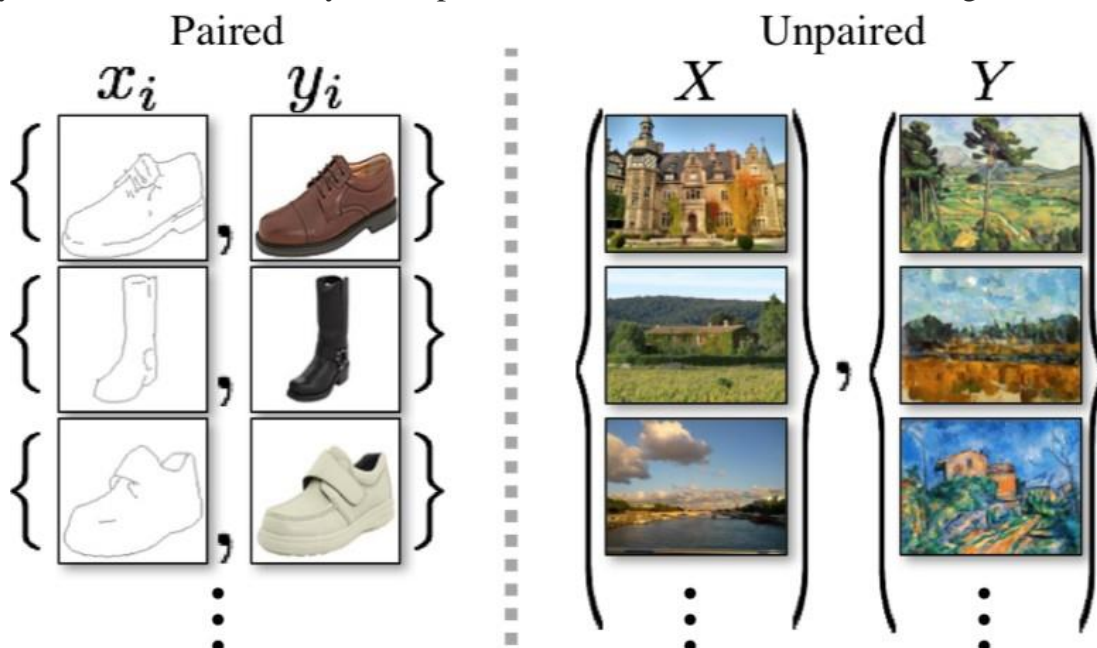 Paired
Unpaired
x_i
y_i
X
Y
{ , }
{ , }
{ , }
( ) , ( )
⋮
⋮
⋮